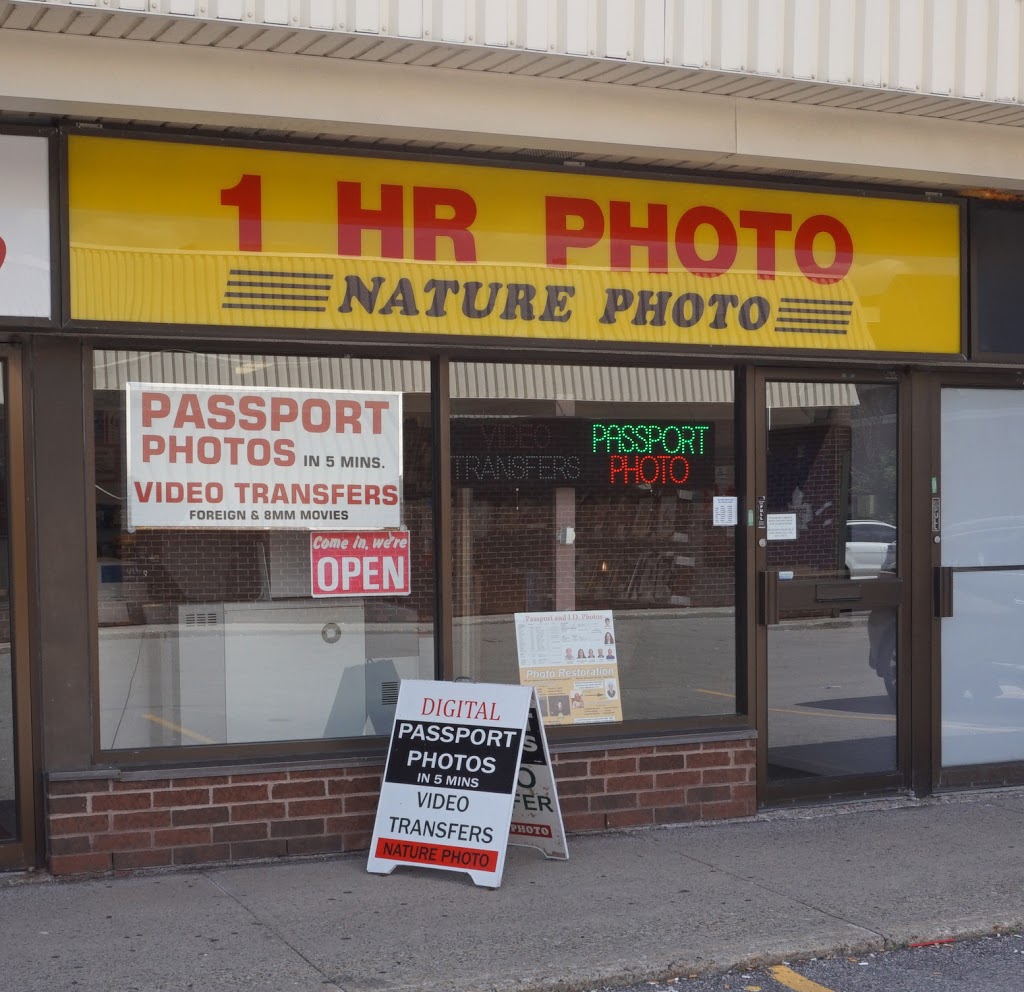 1 HR PHOTO
NATURE PHOTO
PASSPORT
PHOTOS IN 5 MINS.
VIDEO TRANSFERS
FOREIGN & 8MM MOVIES
Come in, we're
OPEN
VIDEO
TRANSFERS
PASSPORT
PHOTO
Passport and I.D. Photos
Photo Restoration
DIGITAL
PASSPORT
PHOTOS
IN 5 MINS
VIDEO
TRANSFERS
NATURE PHOTO
S
O
FER
PHOTO